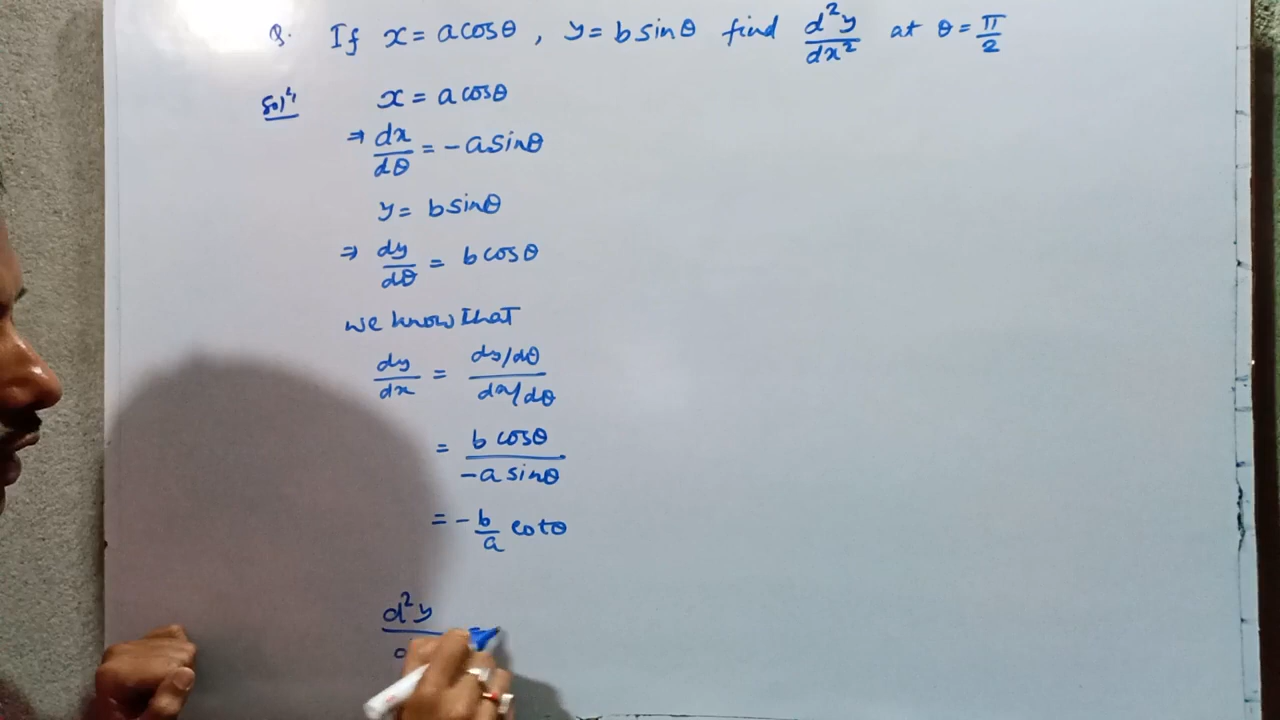 Q. If x = a cosθ , y = b sinθ find d²y/dx² at θ = π/2
Solⁿ x = a cosθ
⇒ dx/dθ = -a sinθ
y = b sinθ
⇒ dy/dθ = b cosθ
we know that
dy/dx = (dy/dθ)/(dx/dθ)
= b cosθ/-a sinθ
= -b/a cotθ
d²y/d =